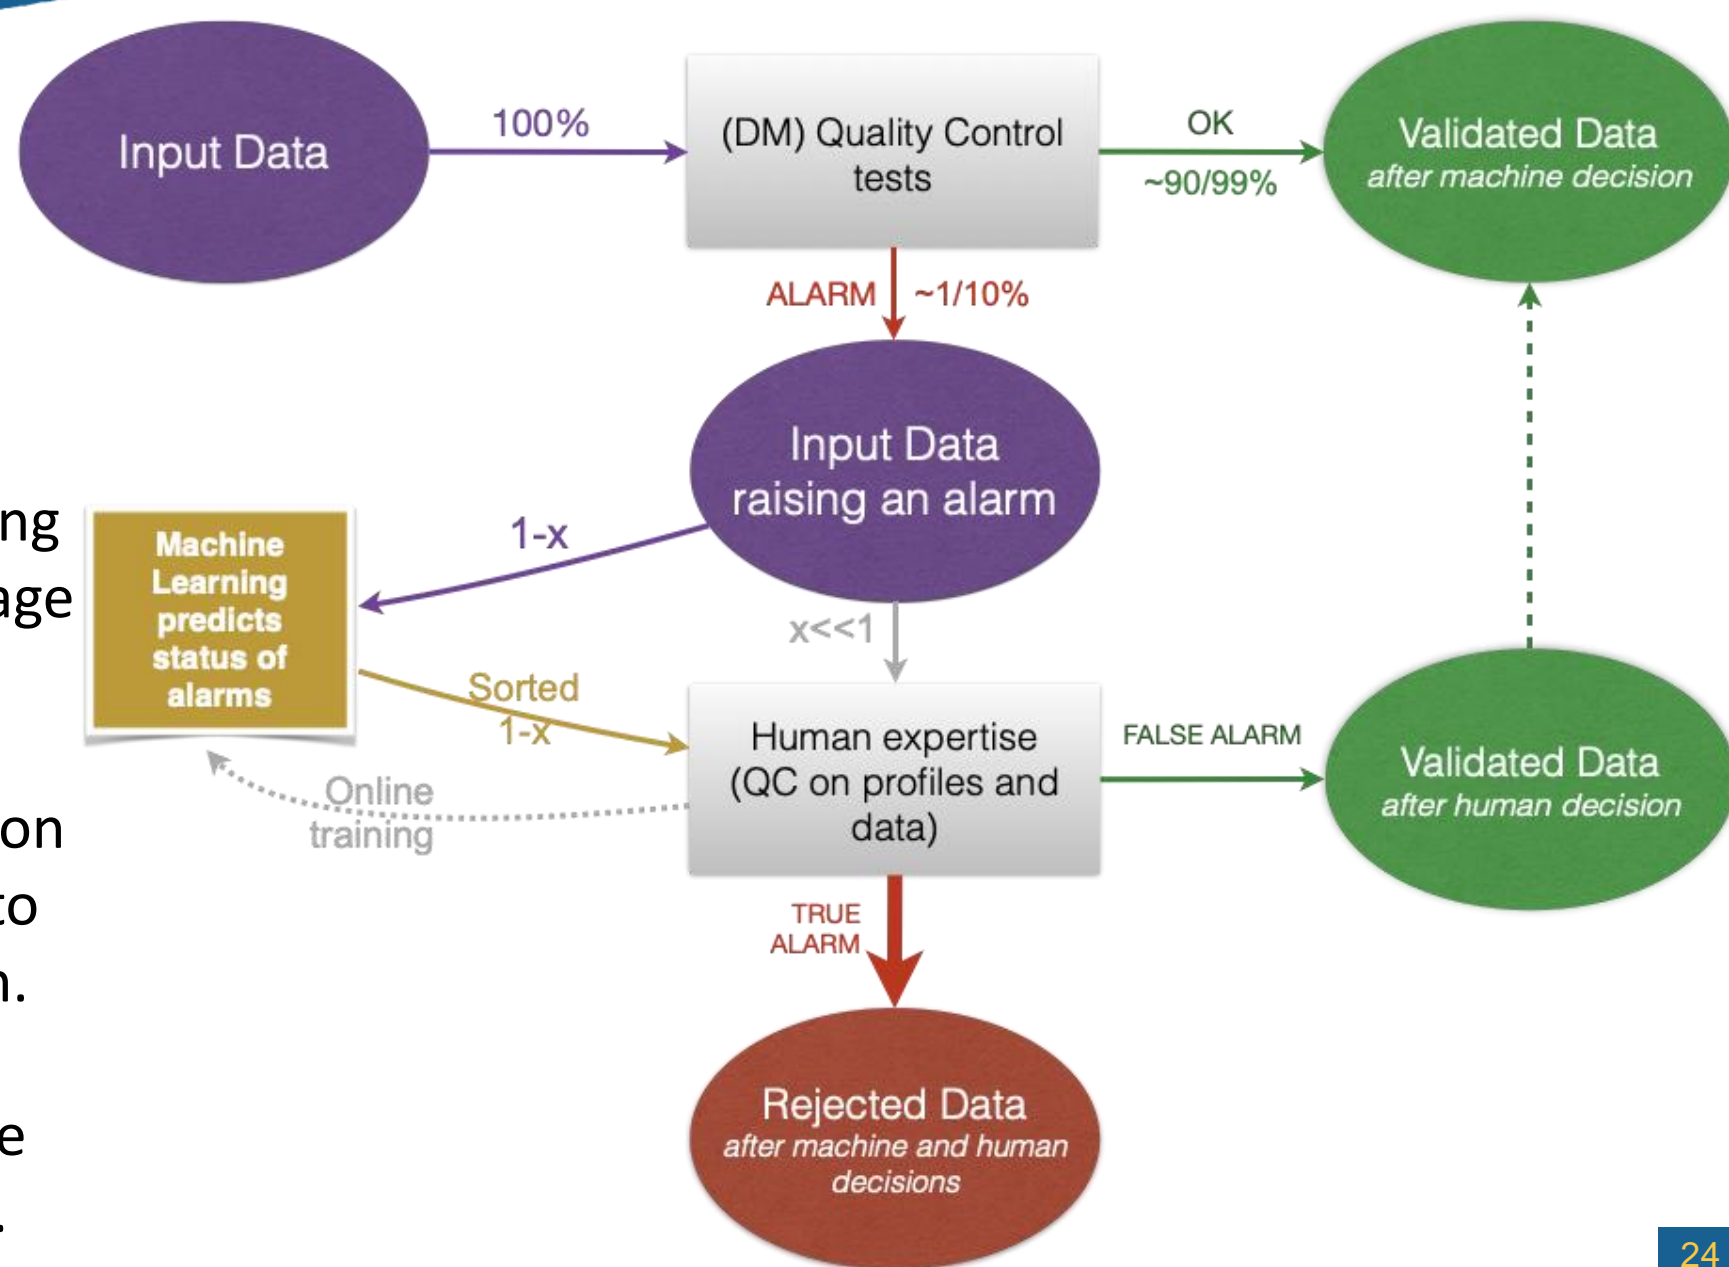 Input Data
100%
(DM) Quality Control
tests
OK
~90/99%
Validated Data
after machine decision
ALARM
~1/10%
Input Data
raising an alarm
1-x
x<<1
Machine
Learning
predicts
status of
alarms
Sorted
1-x
Online
training
Human expertise
(QC on profiles and
data)
FALSE ALARM
Validated Data
after human decision
TRUE
ALARM
Rejected Data
after machine and human
decisions
ng
age
on
to
n.
e
.
24